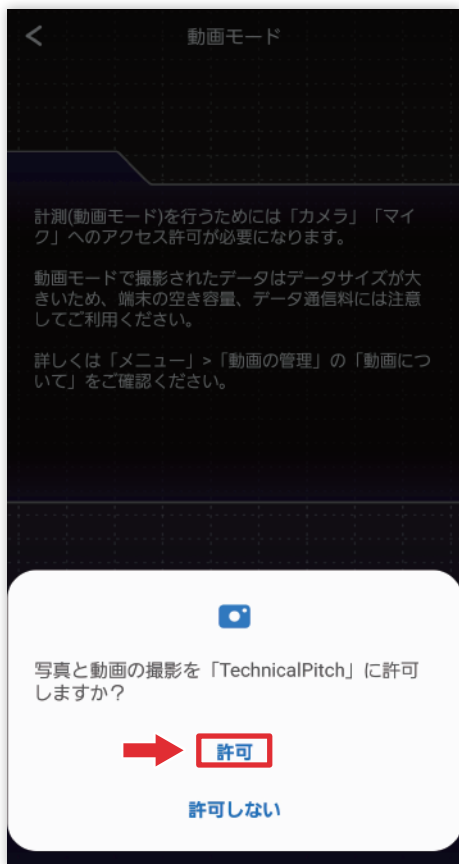 動画モード
計測(動画モード)を行うためには「カメラ」「マイ
ク」へのアクセス許可が必要になります。
動画モードで撮影されたデータはデータサイズが大
きいため、端末の空き容量、データ通信料には注意
してご利用ください。
詳しくは「メニュー」>「動画の管理」の「動画につ
いて」をご確認ください。
写真と動画の撮影を「TechnicalPitch」に許可
しますか？
許可
許可しない